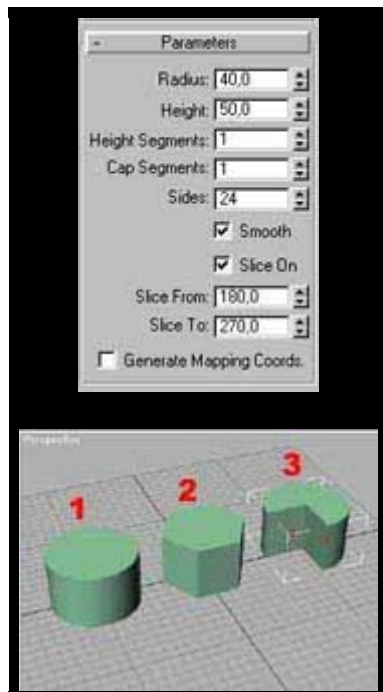 - Parameters
Radius: 40,0
Height: 50,0
Height Segments: 1
Cap Segments: 1
Sides: 24
Smooth
Slice On
Slice From: 180,0
Slice To: 270,0
Generate Mapping Coords.
Perspective
1 2 3